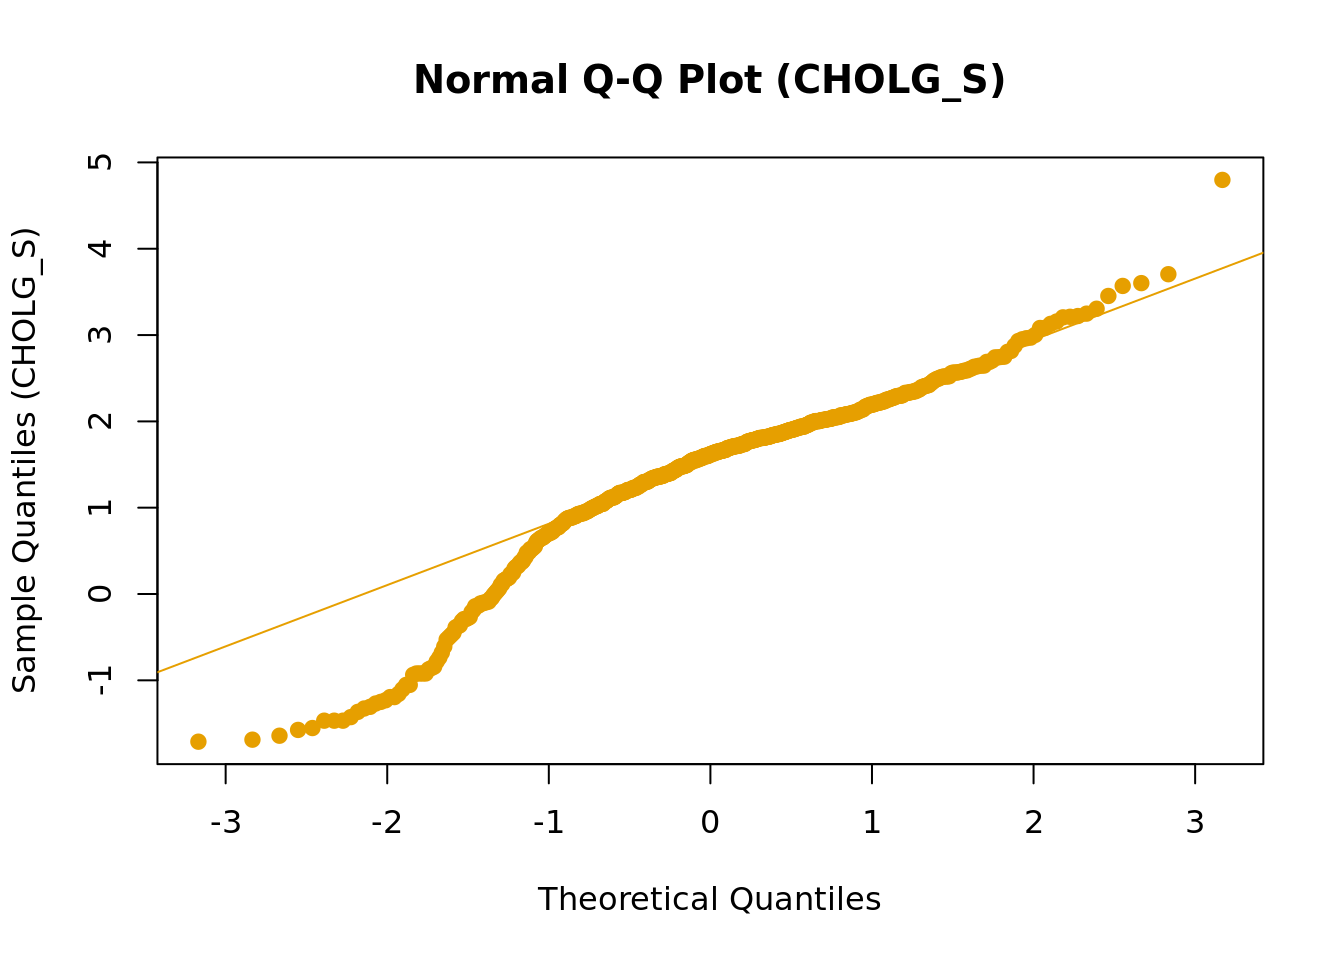 Normal Q-Q Plot (CHOLG_S)
Sample Quantiles (CHOLG_S)
5
4
3
2
1
0
-1
-3 -2 -1 0 1 2 3
Theoretical Quantiles